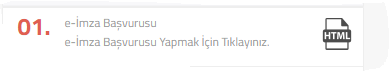 01.
e-İmza Başvurusu
e-İmza Başvurusu Yapmak İçin Tıklayınız.
HTML